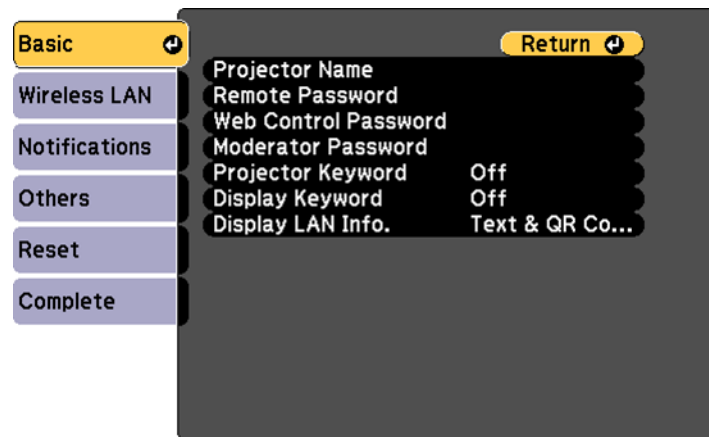 Basic
Return
Projector Name
Remote Password
Wireless LAN
Web Control Password
Notifications
Moderator Password
Projector Keyword Off
Others
Display Keyword Off
Display LAN Info. Text & QR Co...
Reset
Complete